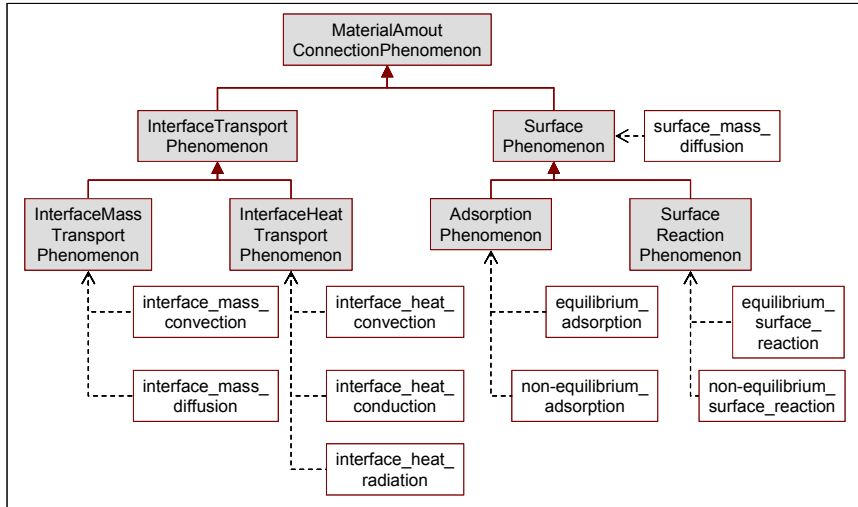 MaterialAmout
ConnectionPhenomenon
InterfaceTransport
Phenomenon
Surface
Phenomenon
surface_mass_
diffusion
InterfaceMass
Transport
Phenomenon
InterfaceHeat
Transport
Phenomenon
Adsorption
Phenomenon
Surface
Reaction
Phenomenon
interface_mass_
convection
interface_heat_
convection
equilibrium_
adsorption
equilibrium_
surface_
reaction
interface_mass_
diffusion
interface_heat_
conduction
non-equilibrium_
adsorption
non-equilibrium_
surface_reaction
interface_heat_
radiation